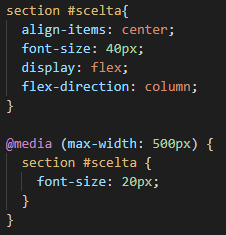 section #scelta{
  align-items: center;
  font-size: 40px;
  display: flex;
  flex-direction: column;
}

@media (max-width: 500px) {
  section #scelta {
    font-size: 20px;
  }
}